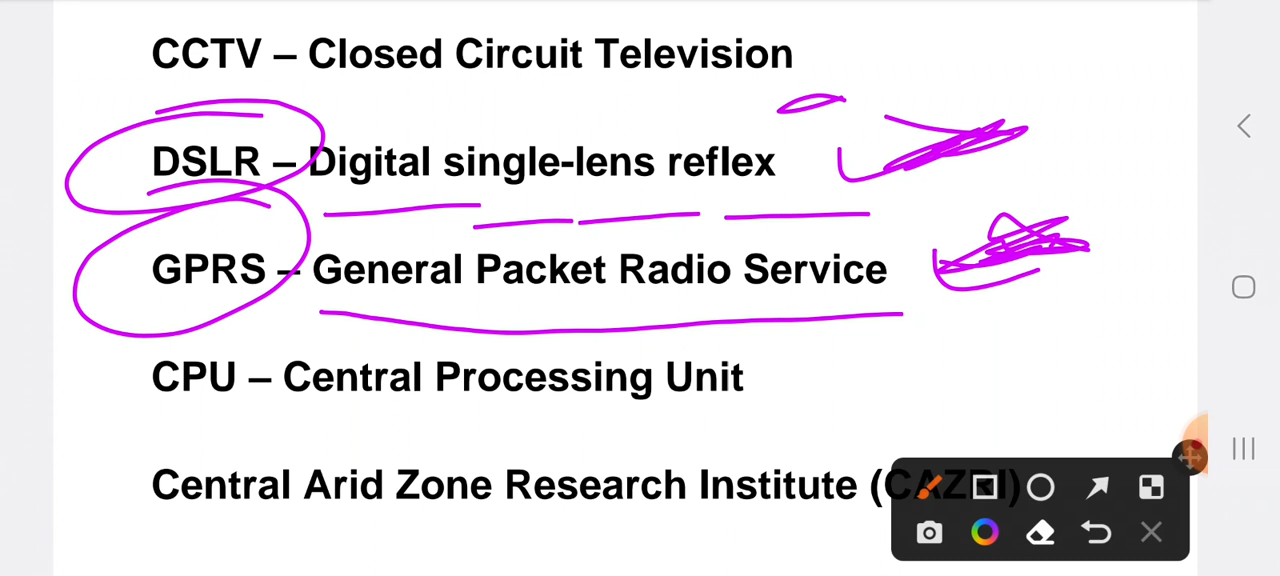 CCTV – Closed Circuit Television
DSLR – Digital single-lens reflex
GPRS – General Packet Radio Service
CPU – Central Processing Unit
Central Arid Zone Research Institute (CAZRI)